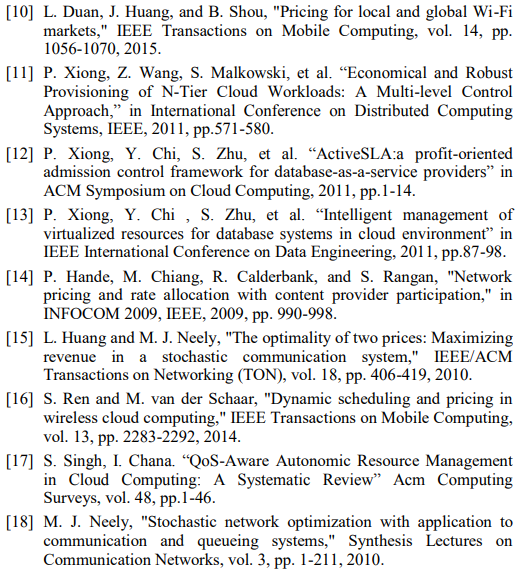 [10] L. Duan, J. Huang, and B. Shou, "Pricing for local and global Wi-Fi
markets," IEEE Transactions on Mobile Computing, vol. 14, pp.
1056-1070, 2015.
[11] P. Xiong, Z. Wang, S. Malkowski, et al. “Economical and Robust
Provisioning of N-Tier Cloud Workloads: A Multi-level Control
Approach,” in International Conference on Distributed Computing
Systems, IEEE, 2011, pp.571-580.
[12] P. Xiong, Y. Chi, S. Zhu, et al. “ActiveSLA:a profit-oriented
admission control framework for database-as-a-service providers” in
ACM Symposium on Cloud Computing, 2011, pp.1-14.
[13] P. Xiong, Y. Chi , S. Zhu, et al. “Intelligent management of
virtualized resources for database systems in cloud environment” in
IEEE International Conference on Data Engineering, 2011, pp.87-98.
[14] P. Hande, M. Chiang, R. Calderbank, and S. Rangan, "Network
pricing and rate allocation with content provider participation," in
INFOCOM 2009, IEEE, 2009, pp. 990-998.
[15] L. Huang and M. J. Neely, "The optimality of two prices: Maximizing
revenue in a stochastic communication system," IEEE/ACM
Transactions on Networking (TON), vol. 18, pp. 406-419, 2010.
[16] S. Ren and M. van der Schaar, "Dynamic scheduling and pricing in
wireless cloud computing," IEEE Transactions on Mobile Computing,
vol. 13, pp. 2283-2292, 2014.
[17] S. Singh, I. Chana. “QoS-Aware Autonomic Resource Management
in Cloud Computing: A Systematic Review” Acm Computing
Surveys, vol. 48, pp.1-46.
[18] M. J. Neely, "Stochastic network optimization with application to
communication and queueing systems," Synthesis Lectures on
Communication Networks, vol. 3, pp. 1-211, 2010.